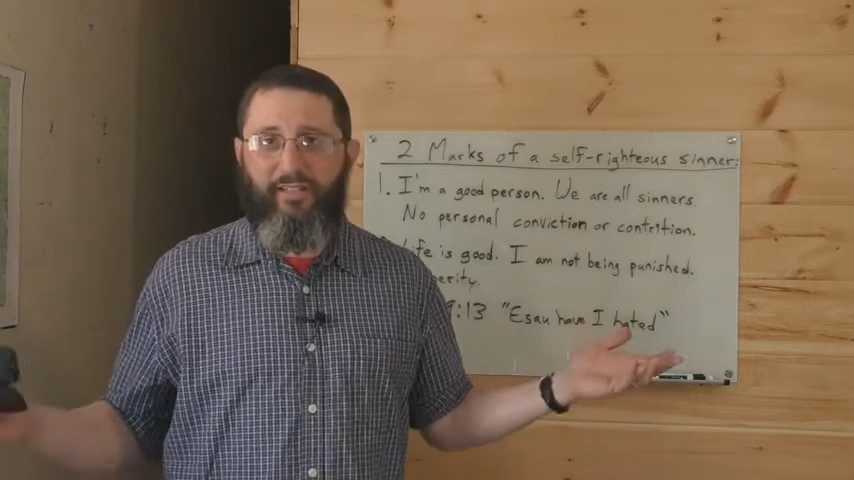 2 Marks of a self-righteous sinner:
1. I'm a good person. We are all sinners.
No personal conviction or contrition.
Life is good. I am not being punished.
9:13 "Esau have I hated"